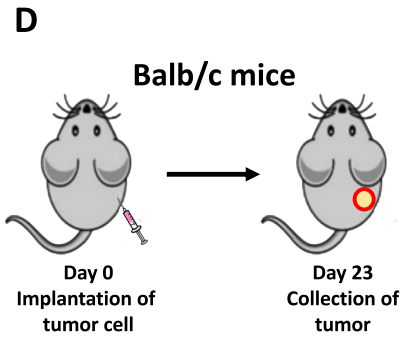 D
Balb/c mice
Day 0
Implantation of
tumor cell
Day 23
Collection of
tumor